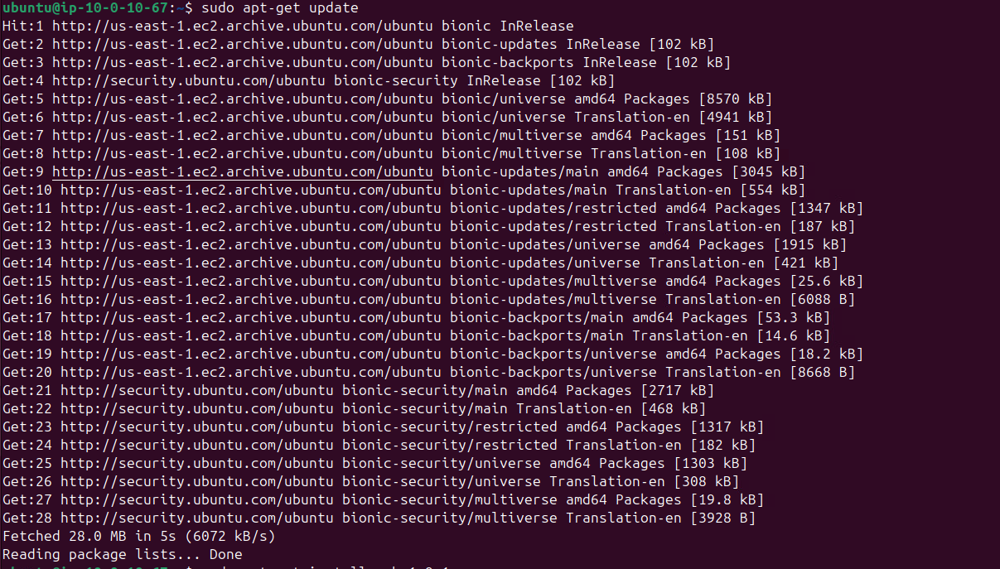 ubuntu@ip-10-0-10-67:~$ sudo apt-get update
Hit:1 http://us-east-1.ec2.archive.ubuntu.com/ubuntu bionic InRelease
Get:2 http://us-east-1.ec2.archive.ubuntu.com/ubuntu bionic-updates InRelease [102 kB]
Get:3 http://us-east-1.ec2.archive.ubuntu.com/ubuntu bionic-backports InRelease [102 kB]
Get:4 http://security.ubuntu.com/ubuntu bionic-security InRelease [102 kB]
Get:5 http://us-east-1.ec2.archive.ubuntu.com/ubuntu bionic/universe amd64 Packages [8570 kB]
Get:6 http://us-east-1.ec2.archive.ubuntu.com/ubuntu bionic/universe Translation-en [4941 kB]
Get:7 http://us-east-1.ec2.archive.ubuntu.com/ubuntu bionic/multiverse amd64 Packages [151 kB]
Get:8 http://us-east-1.ec2.archive.ubuntu.com/ubuntu bionic/multiverse Translation-en [108 kB]
Get:9 http://us-east-1.ec2.archive.ubuntu.com/ubuntu bionic-updates/main amd64 Packages [3045 kB]
Get:10 http://us-east-1.ec2.archive.ubuntu.com/ubuntu bionic-updates/main Translation-en [554 kB]
Get:11 http://us-east-1.ec2.archive.ubuntu.com/ubuntu bionic-updates/restricted amd64 Packages [1347 kB]
Get:12 http://us-east-1.ec2.archive.ubuntu.com/ubuntu bionic-updates/restricted Translation-en [187 kB]
Get:13 http://us-east-1.ec2.archive.ubuntu.com/ubuntu bionic-updates/universe amd64 Packages [1915 kB]
Get:14 http://us-east-1.ec2.archive.ubuntu.com/ubuntu bionic-updates/universe Translation-en [421 kB]
Get:15 http://us-east-1.ec2.archive.ubuntu.com/ubuntu bionic-updates/multiverse amd64 Packages [25.6 kB]
Get:16 http://us-east-1.ec2.archive.ubuntu.com/ubuntu bionic-updates/multiverse Translation-en [6088 B]
Get:17 http://us-east-1.ec2.archive.ubuntu.com/ubuntu bionic-backports/main amd64 Packages [53.3 kB]
Get:18 http://us-east-1.ec2.archive.ubuntu.com/ubuntu bionic-backports/main Translation-en [14.6 kB]
Get:19 http://us-east-1.ec2.archive.ubuntu.com/ubuntu bionic-backports/universe amd64 Packages [18.2 kB]
Get:20 http://us-east-1.ec2.archive.ubuntu.com/ubuntu bionic-backports/universe Translation-en [8668 B]
Get:21 http://security.ubuntu.com/ubuntu bionic-security/main amd64 Packages [2717 kB]
Get:22 http://security.ubuntu.com/ubuntu bionic-security/main Translation-en [468 kB]
Get:23 http://security.ubuntu.com/ubuntu bionic-security/restricted amd64 Packages [1317 kB]
Get:24 http://security.ubuntu.com/ubuntu bionic-security/restricted Translation-en [182 kB]
Get:25 http://security.ubuntu.com/ubuntu bionic-security/universe amd64 Packages [1303 kB]
Get:26 http://security.ubuntu.com/ubuntu bionic-security/universe Translation-en [308 kB]
Get:27 http://security.ubuntu.com/ubuntu bionic-security/multiverse amd64 Packages [19.8 kB]
Get:28 http://security.ubuntu.com/ubuntu bionic-security/multiverse Translation-en [3928 B]
Fetched 28.0 MB in 5s (6072 kB/s)
Reading package lists... Done